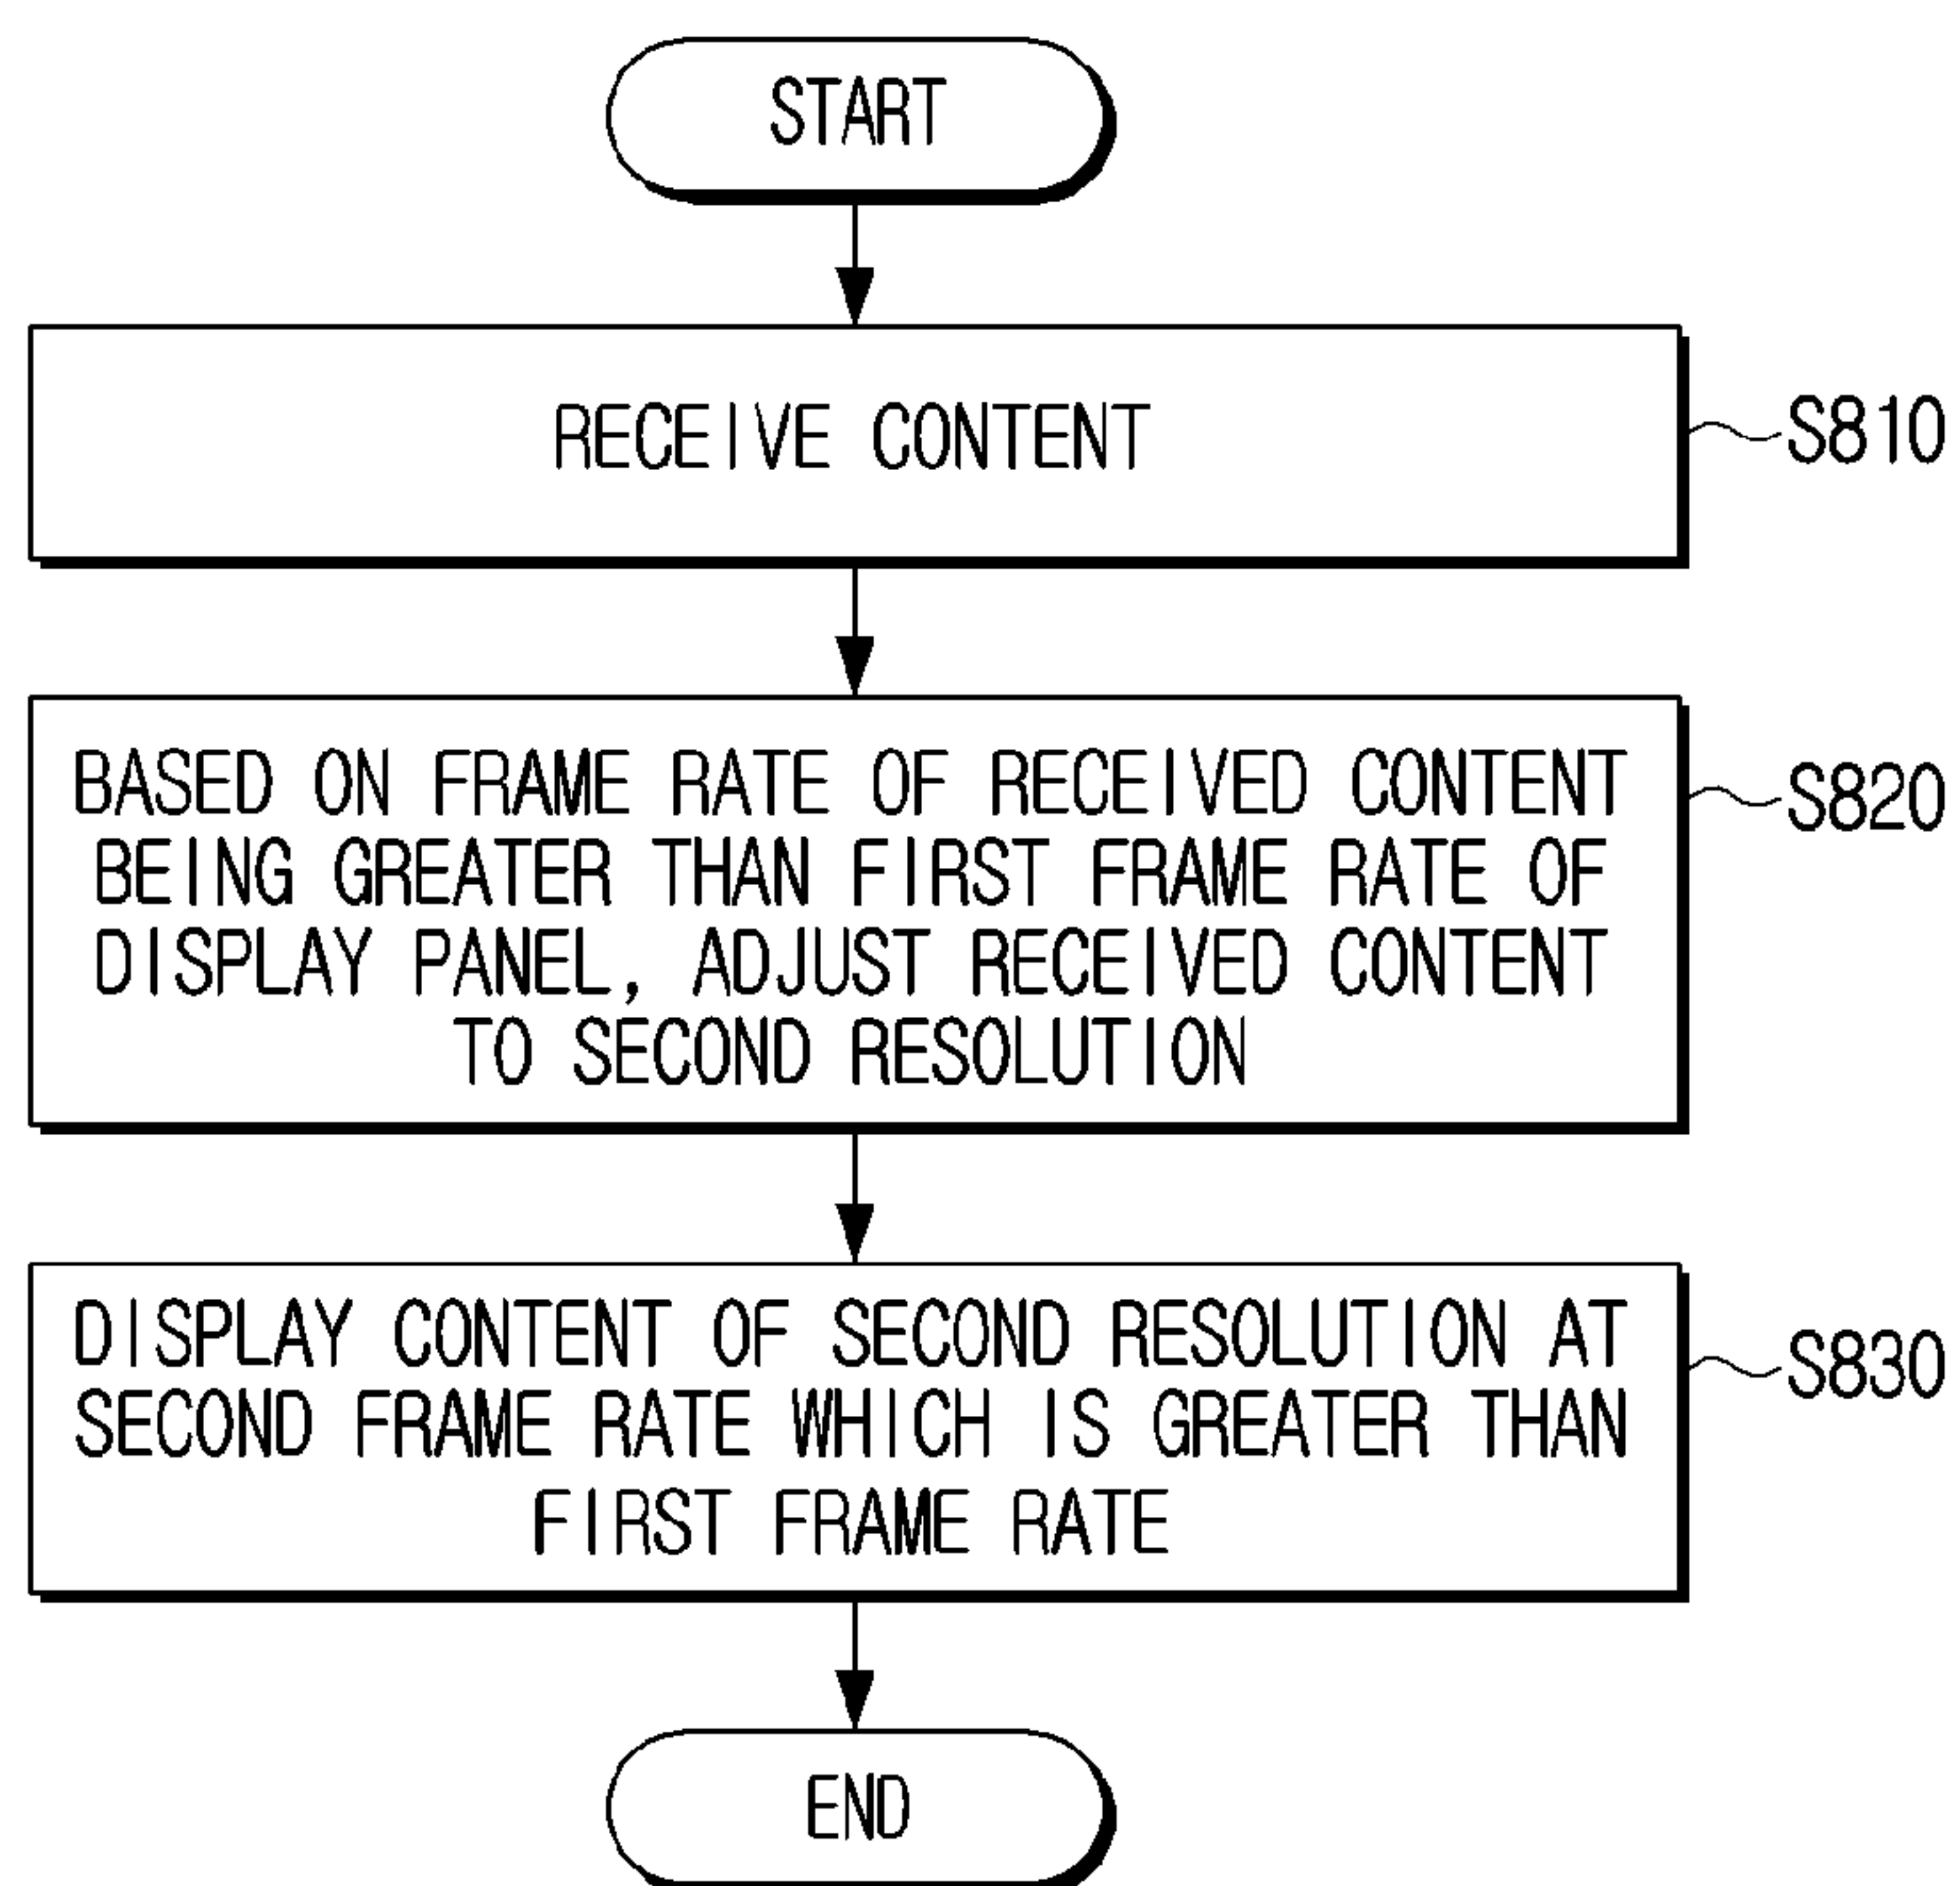 START
RECEIVE CONTENT
S810
BASED ON FRAME RATE OF RECEIVED CONTENT
BEING GREATER THAN FIRST FRAME RATE OF
DISPLAY PANEL, ADJUST RECEIVED CONTENT
TO SECOND RESOLUTION
S820
DISPLAY CONTENT OF SECOND RESOLUTION AT
SECOND FRAME RATE WHICH IS GREATER THAN
FIRST FRAME RATE
S830
END